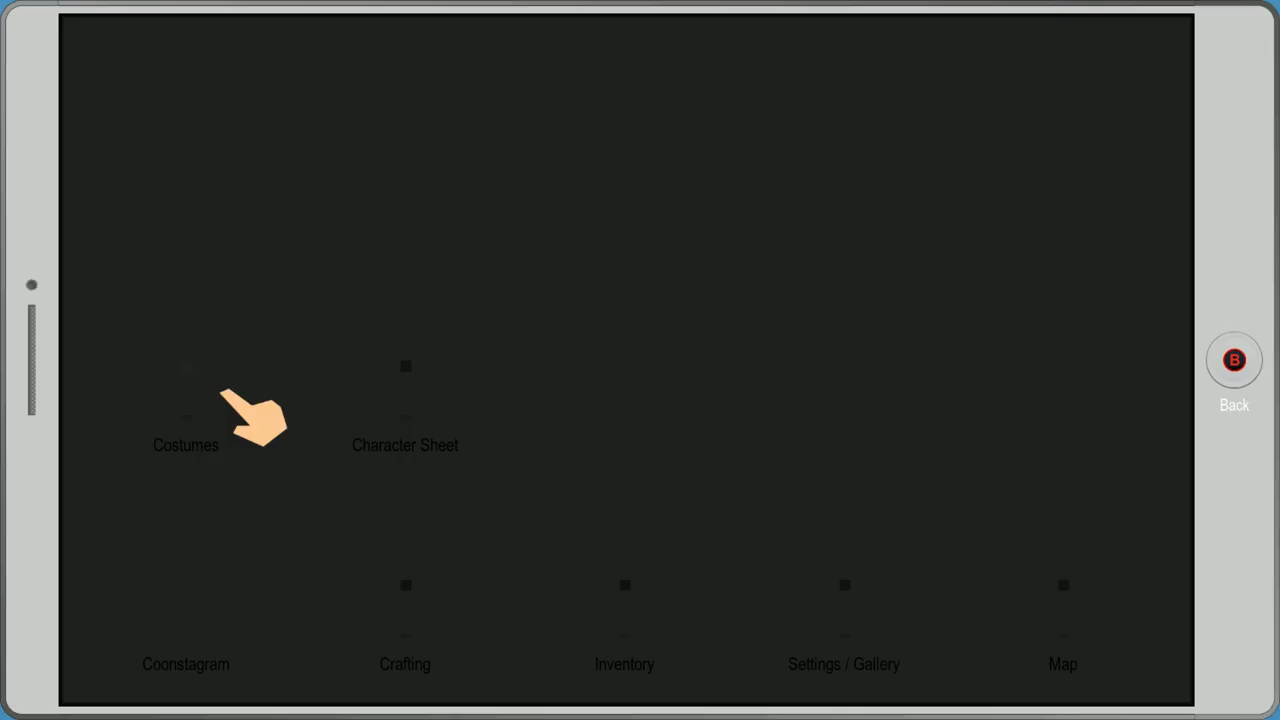 B
Back
Costumes
Character Sheet
Coonstagram
Crafting
Inventory
Settings / Gallery
Map